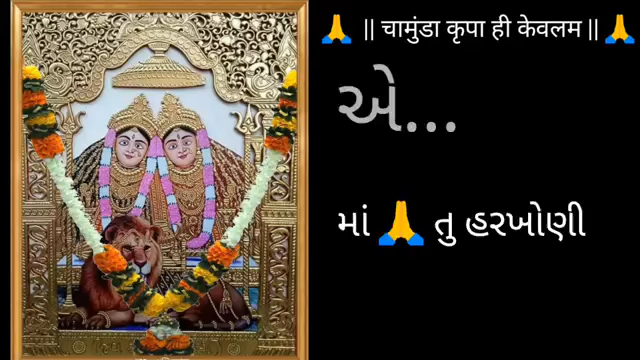 🙏 || चामुंडा कृपा ही केवलम || 🙏
એ...
માં 🙏 તુ હરખોણી